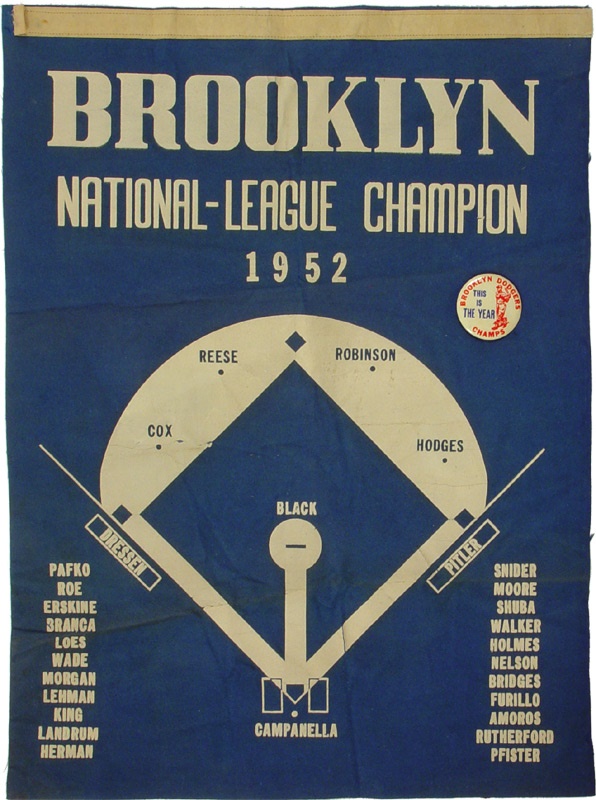 BROOKLYN
NATIONAL-LEAGUE CHAMPION
1952
BROOKLYN DODGERS
THIS
IS
THE YEAR
CHAMPS
REESE
ROBINSON
COX
HODGES
BLACK
DRESSEN
PITLER
PAFKO
ROE
ERSKINE
BRANCA
LOES
WADE
MORGAN
LEHMAN
KING
LANDRUM
HERMAN
SNIDER
MOORE
SHUBA
WALKER
HOLMES
NELSON
BRIDGES
FURILLO
AMOROS
RUTHERFORD
PFISTER
CAMPANELLA